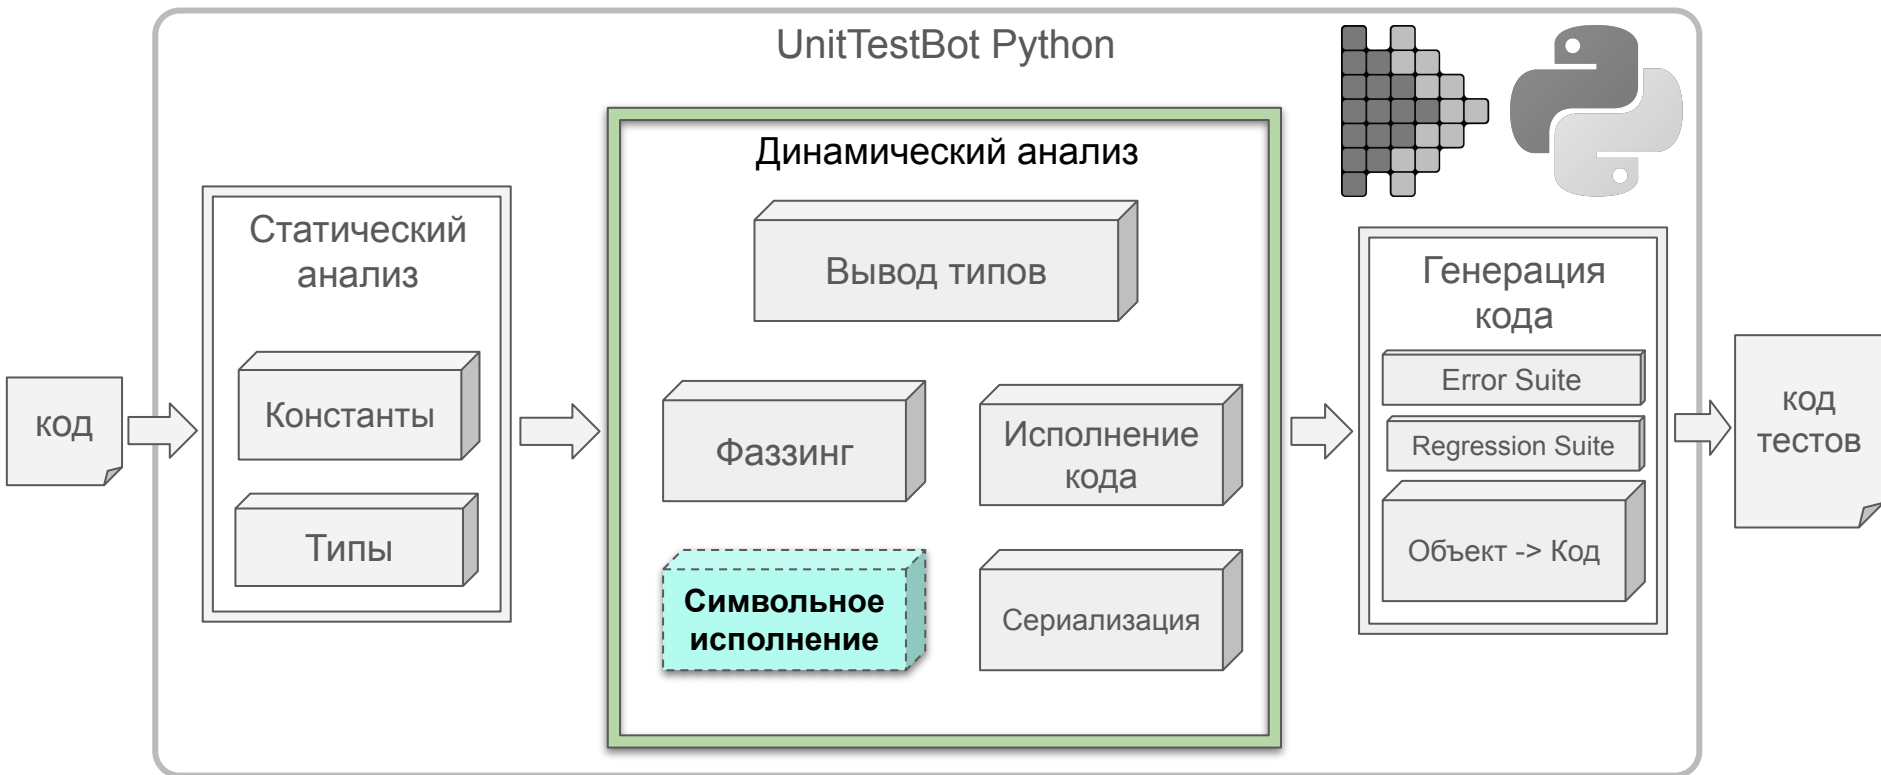 UnitTestBot Python
код
Статический
анализ
Константы
Типы
Динамический анализ
Вывод типов
Фаззинг
Исполнение
кода
Символьное
исполнение
Сериализация
Генерация
кода
Error Suite
Regression Suite
Объект -> Код
код
тестов